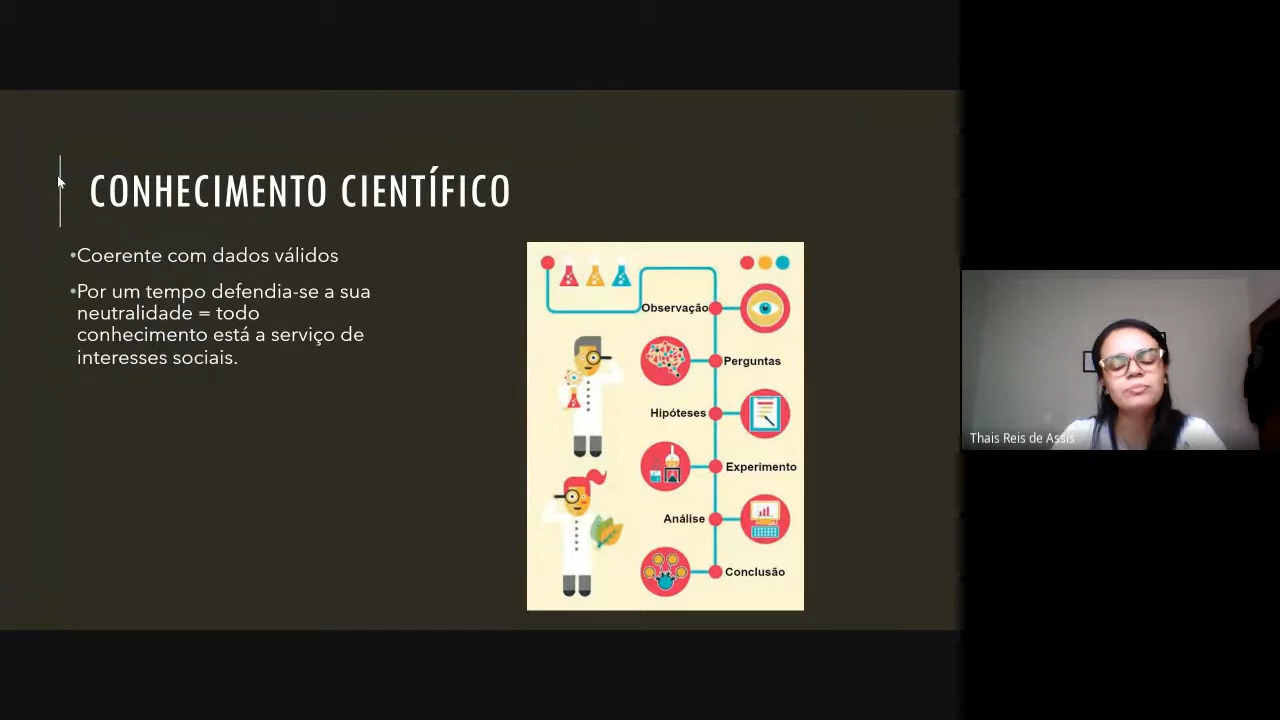 CONHECIMENTO CIENTÍFICO
•Coerente com dados válidos
•Por um tempo defendia-se a sua
neutralidade = todo
conhecimento está a serviço de
interesses sociais.
Observação
Perguntas
Hipóteses
Experimento
Análise
Conclusão
Thais Reis de Assis